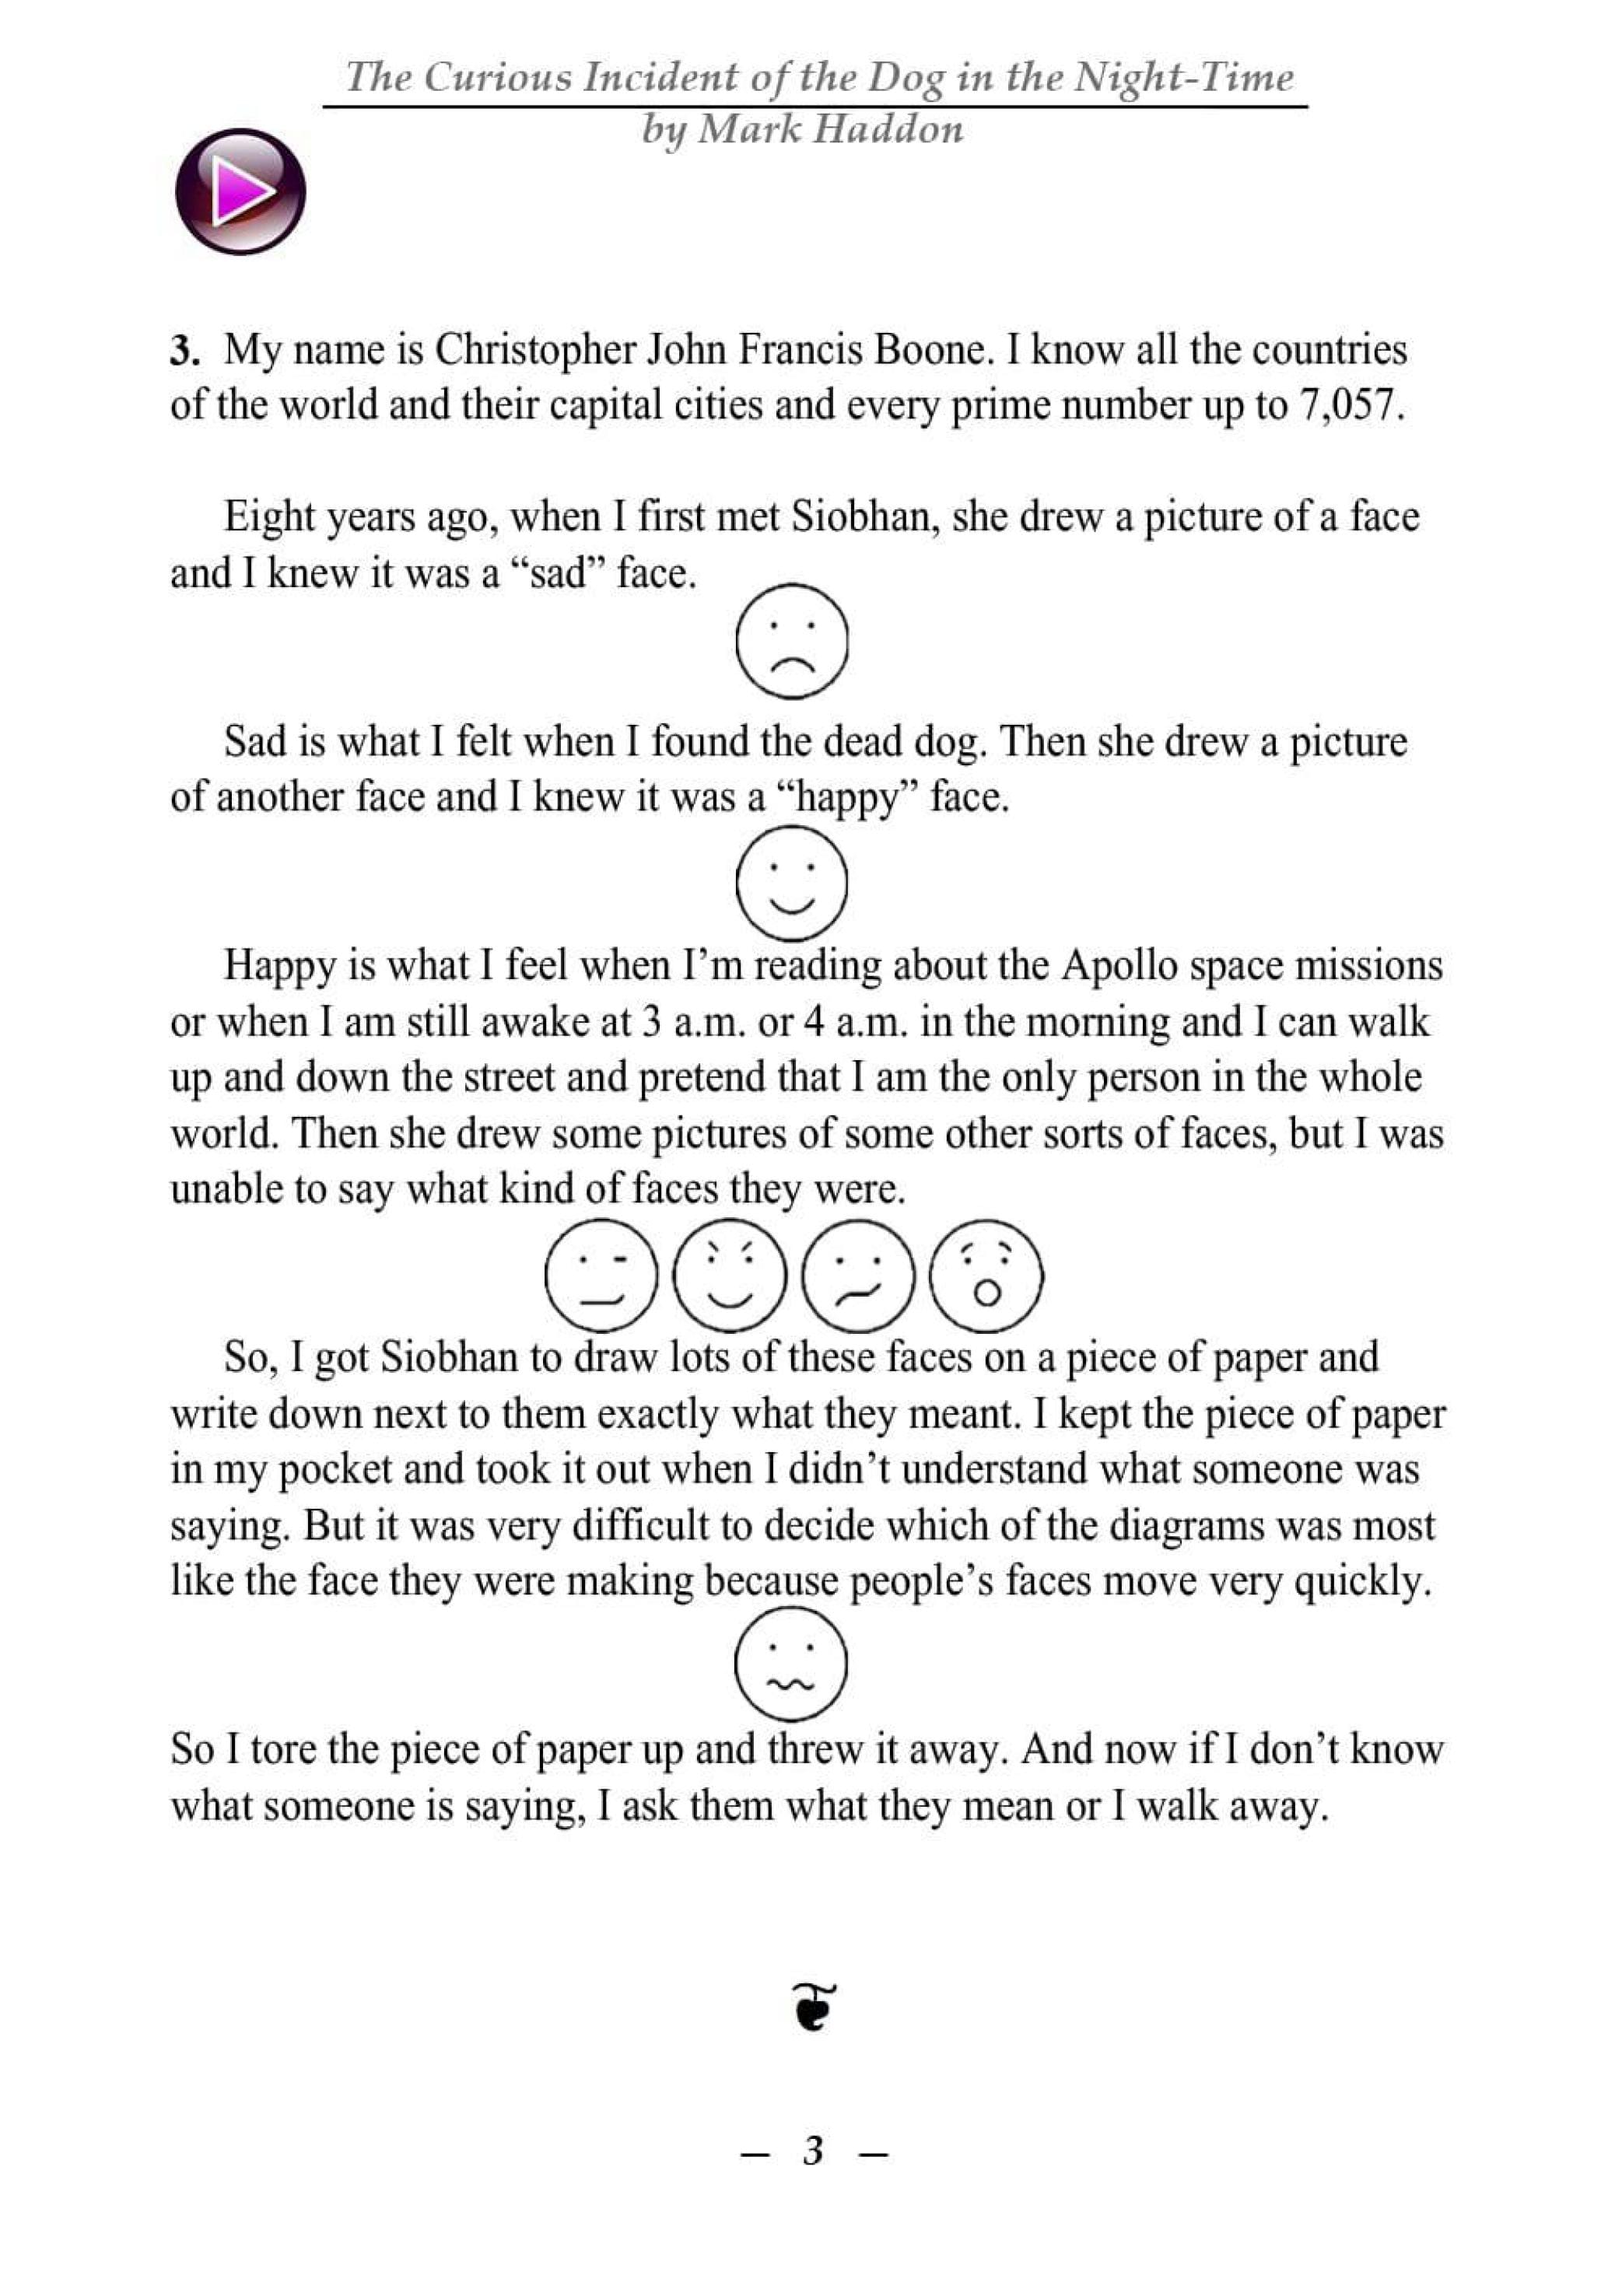 The Curious Incident of the Dog in the Night-Time
by Mark Haddon
3. My name is Christopher John Francis Boone. I know all the countries
of the world and their capital cities and every prime number up to 7,057.
Eight years ago, when I first met Siobhan, she drew a picture of a face
and I knew it was a “sad” face.
Sad is what I felt when I found the dead dog. Then she drew a picture
of another face and I knew it was a “happy” face.
Happy is what I feel when I’m reading about the Apollo space missions
or when I am still awake at 3 a.m. or 4 a.m. in the morning and I can walk
up and down the street and pretend that I am the only person in the whole
world. Then she drew some pictures of some other sorts of faces, but I was
unable to say what kind of faces they were.
So, I got Siobhan to draw lots of these faces on a piece of paper and
write down next to them exactly what they meant. I kept the piece of paper
in my pocket and took it out when I didn’t understand what someone was
saying. But it was very difficult to decide which of the diagrams was most
like the face they were making because people’s faces move very quickly.
So I tore the piece of paper up and threw it away. And now if I don’t know
what someone is saying, I ask them what they mean or I walk away.
– 3 –